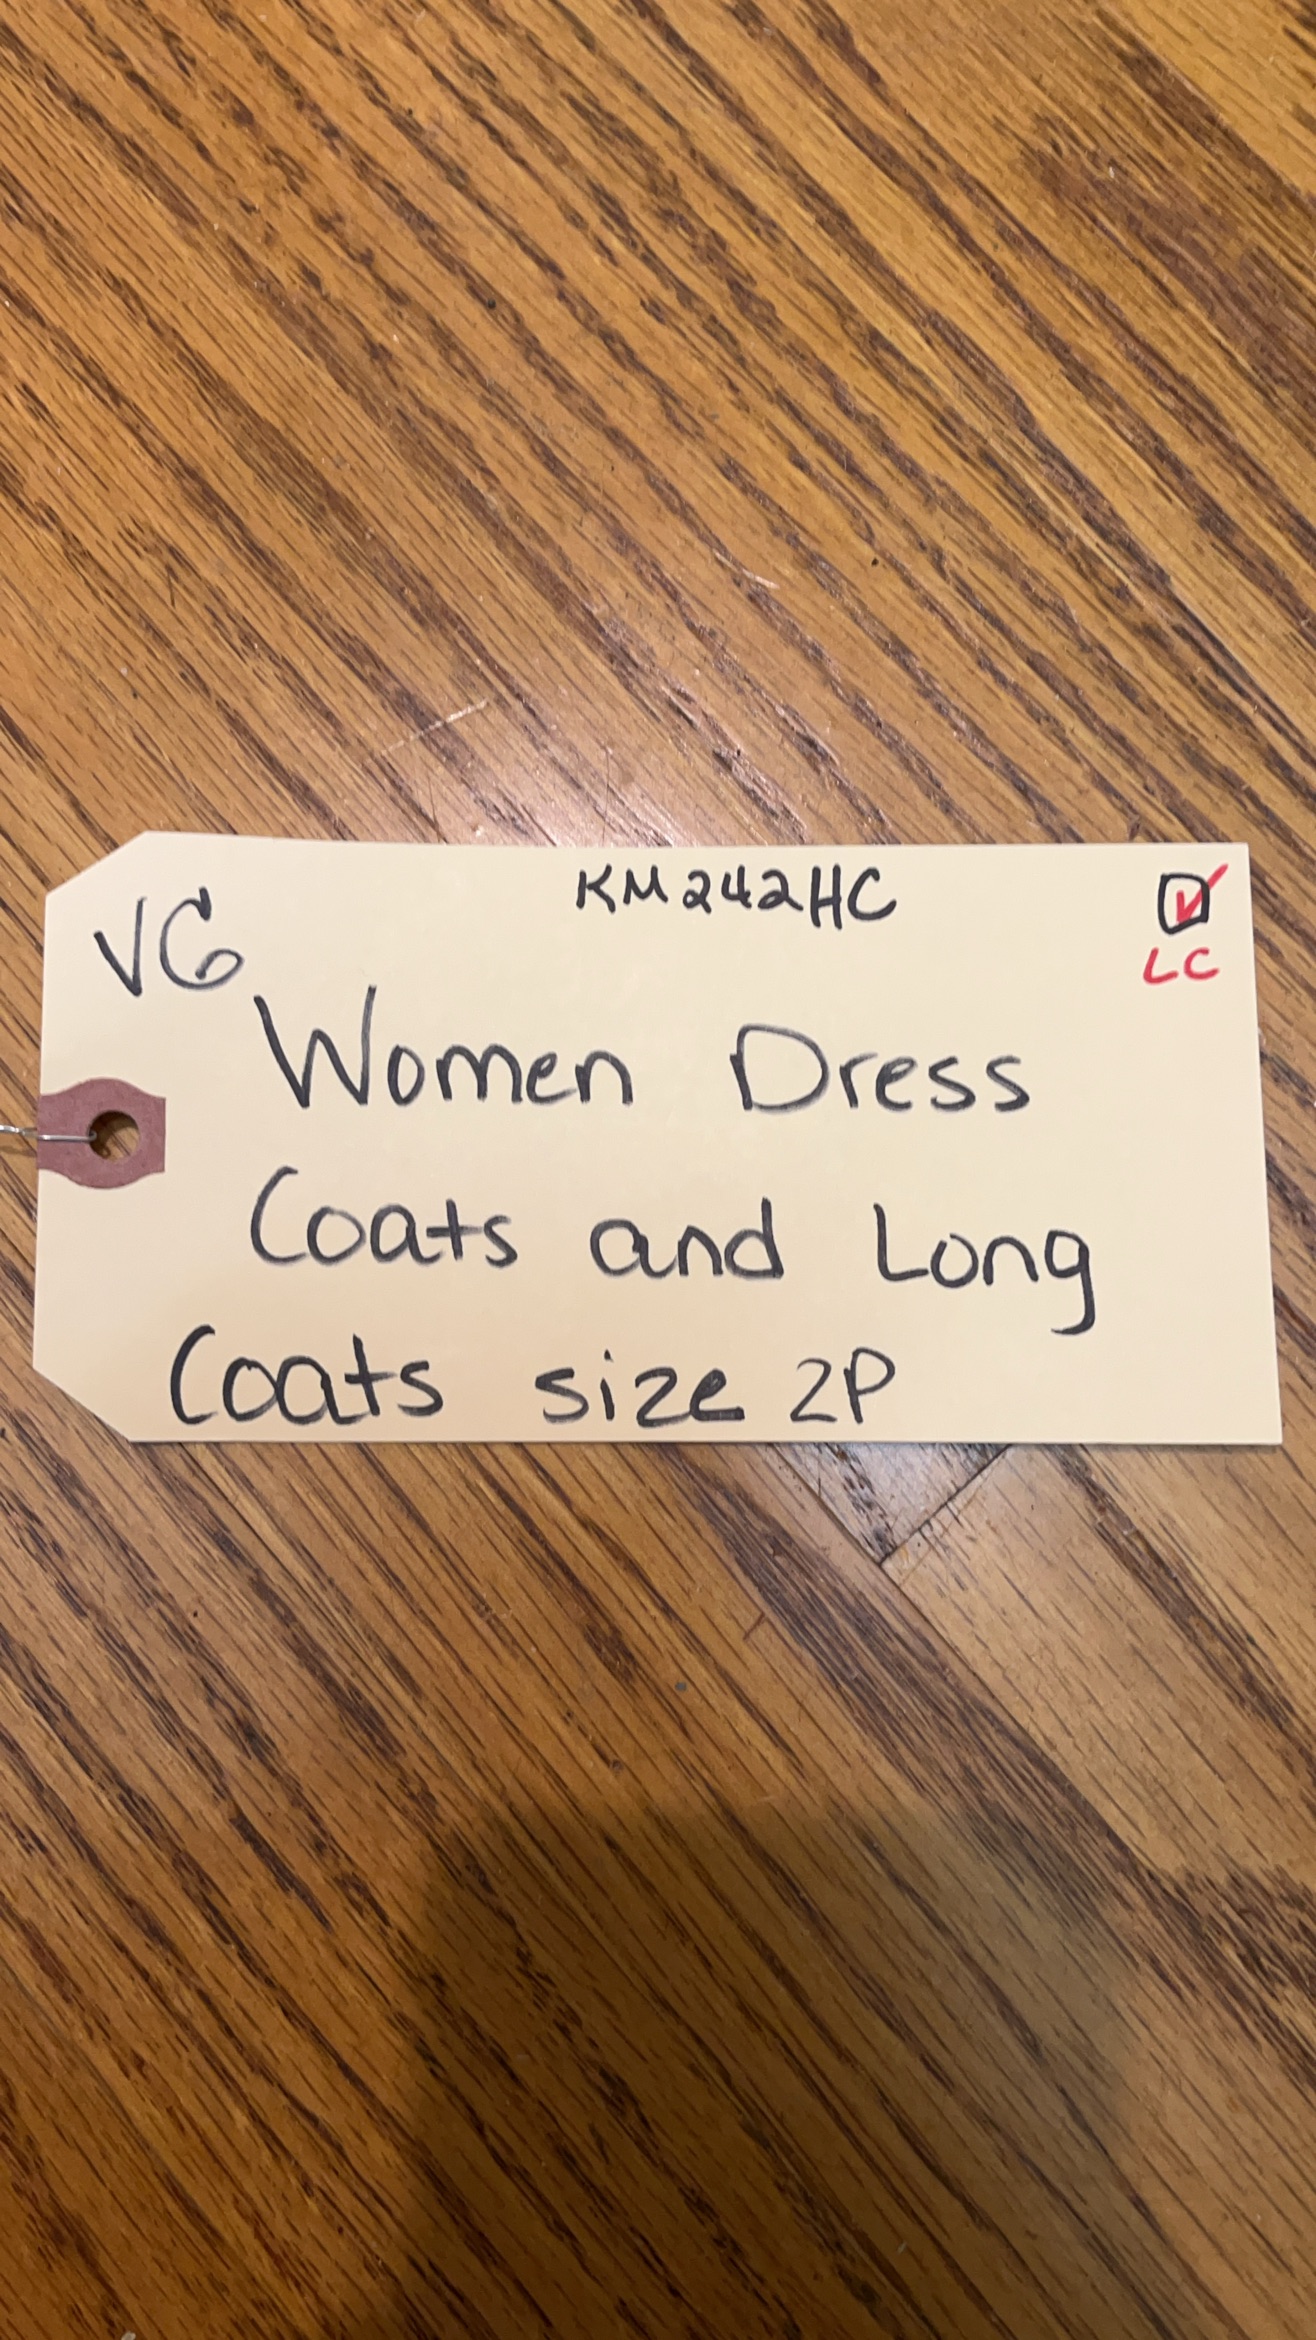 KM242HC
☑
LC
VG
Women Dress
Coats and Long
Coats size 2P